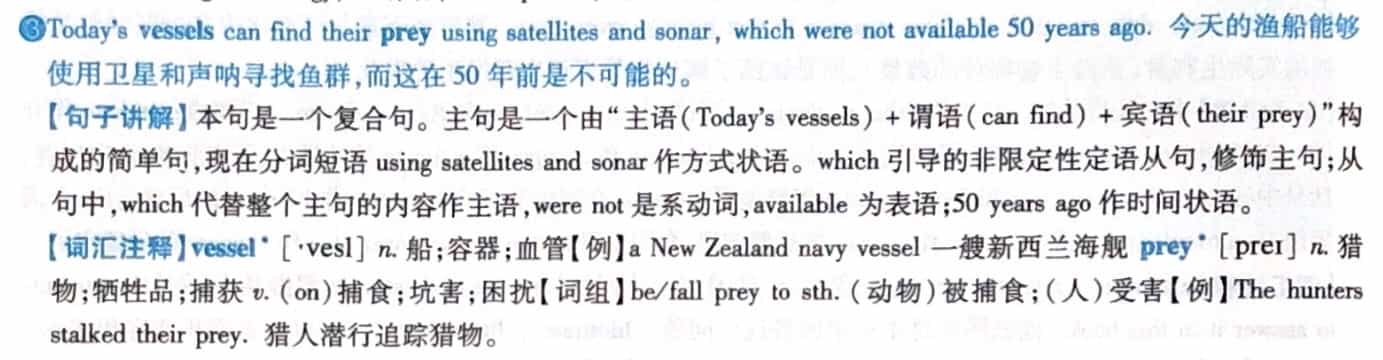 ③Today's vessels can find their prey using satellites and sonar, which were not available 50 years ago. 今天的渔船能够
使用卫星和声呐寻找鱼群,而这在 50 年前是不可能的。
【句子讲解】本句是一个复合句。主句是一个由“主语(Today's vessels)+谓语(can find)+宾语(their prey)”构
成的简单句,现在分词短语 using satellites and sonar 作方式状语。which 引导的非限定性定语从句,修饰主句;从
句中,which 代替整个主句的内容作主语,were not 是系动词,available 为表语;50 years ago 作时间状语。
【词汇注释】vessel* [ˈvesl] n. 船;容器;血管【例】a New Zealand navy vessel 一艘新西兰海舰 prey* [preɪ] n. 猎
物;牺牲品;捕获 v. (on)捕食;坑害;困扰【词组】be/fall prey to sth. (动物)被捕食;(人)受害【例】The hunters
stalked their prey. 猎人潜行追踪猎物。